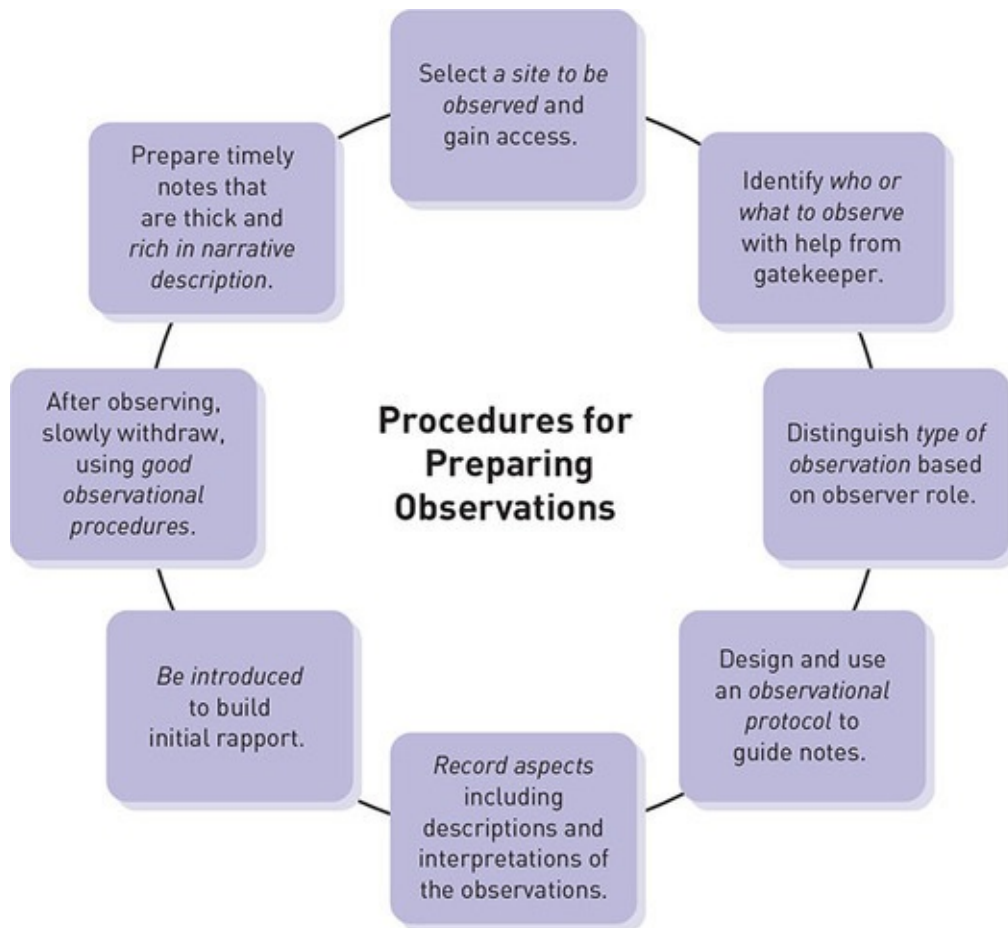 Select a site to be
observed and
gain access.
Identify who or
what to observe
with help from
gatekeeper.
Distinguish type of
observation based
on observer role.
Design and use
an observational
protocol to
guide notes.
Record aspects
including
descriptions and
interpretations of
the observations.
Be introduced
to build
initial rapport.
After observing,
slowly withdraw,
using good
observational
procedures.
Prepare timely
notes that
are thick and
rich in narrative
description.
Procedures for
Preparing
Observations